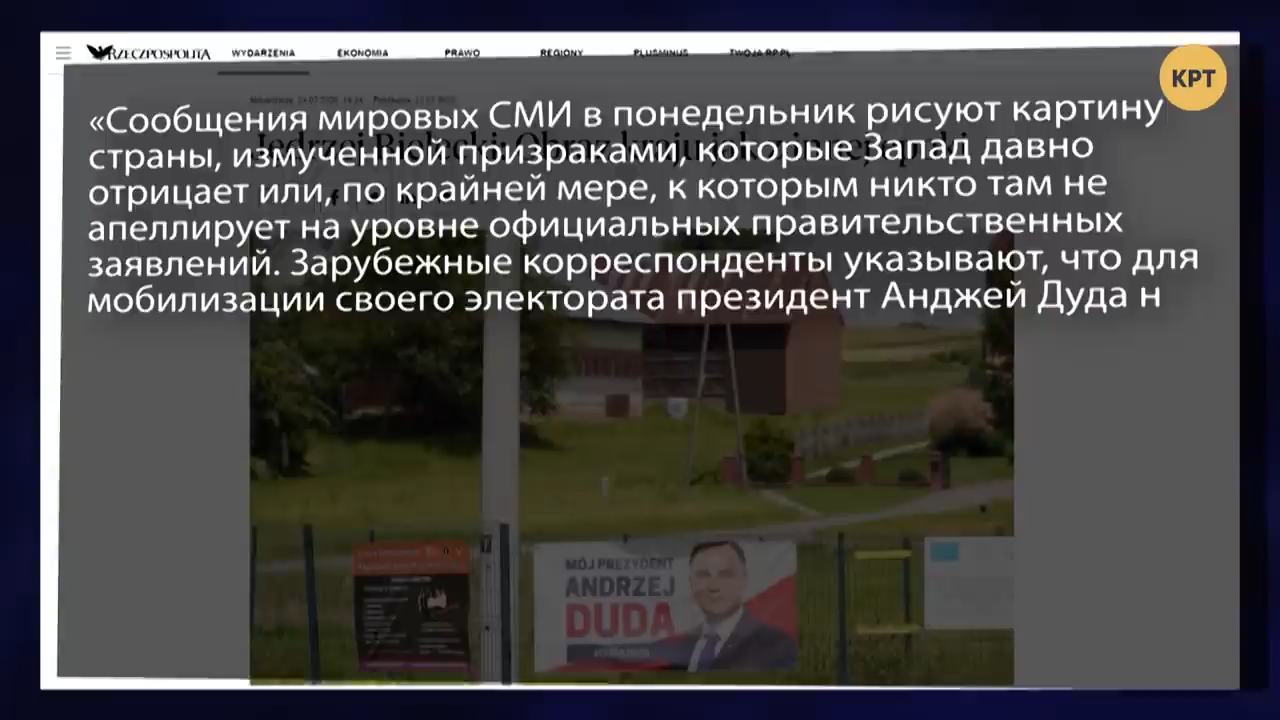 RZECZPOSPOLITA WYDARZENIA EKONOMIA PRAWO REGIONY PLUSMINUS TWOJA RP.PL
КРТ
«Сообщения мировых СМИ в понедельник рисуют картину
страны, измученной призраками, которые Запад давно
отрицает или, по крайней мере, к которым никто там не
апеллирует на уровне официальных правительственных
заявлений. Зарубежные корреспонденты указывают, что для
мобилизации своего электората президент Анджей Дуда н
MÓJ PREZYDENT
ANDRZEJ
DUDA